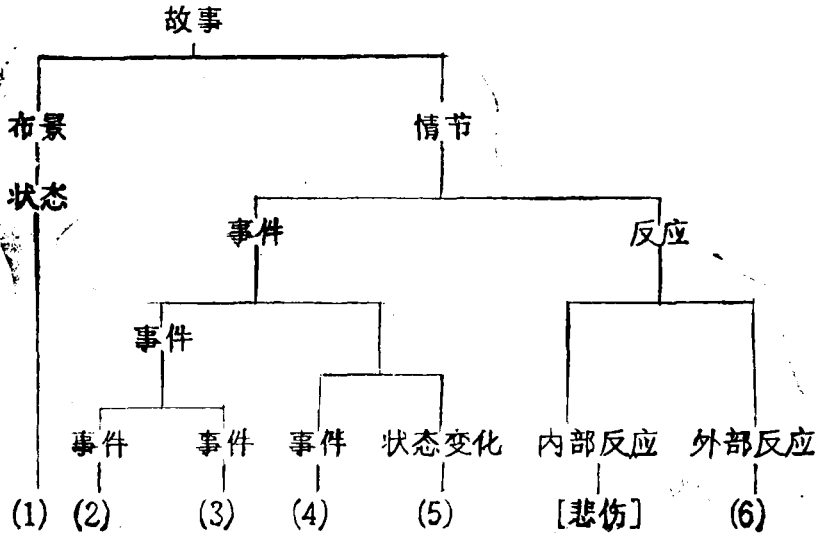 故事
布景 情节
状态
事件 反应
事件
事件 事件 事件 状态变化 内部反应 外部反应
(1) (2) (3) (4) (5) [悲伤] (6)